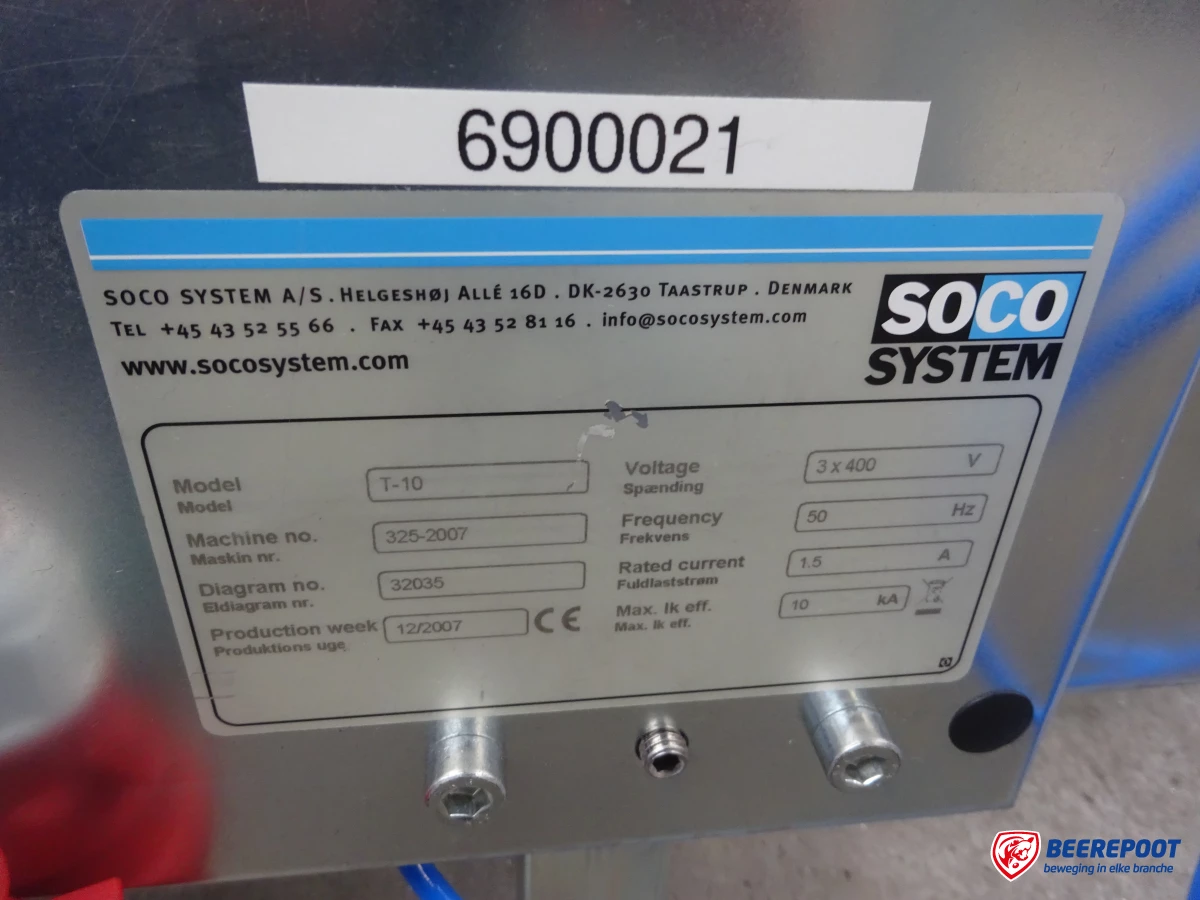 6900021
SOCO SYSTEM A/S . HELGESHØJ ALLÉ 16D . DK-2630 TAASTRUP . DENMARK
TEL +45 43 52 55 66 . FAX +45 43 52 81 16 . info@socosystem.com
www.socosystem.com
SOCO
SYSTEM
Model T-10
Model
Machine no. 325-2007
Maskin nr.
Diagram no. 32035
Eldiagram nr.
Production week 12/2007 CE
Produktions uge
Voltage 3 x 400 V
Spænding
Frequency 50 Hz
Frekvens
Rated current 1.5 A
Fuldlaststrøm
Max. Ik eff. 10 kA
Max. Ik eff.
BEEREPOOT
beweging in elke branche